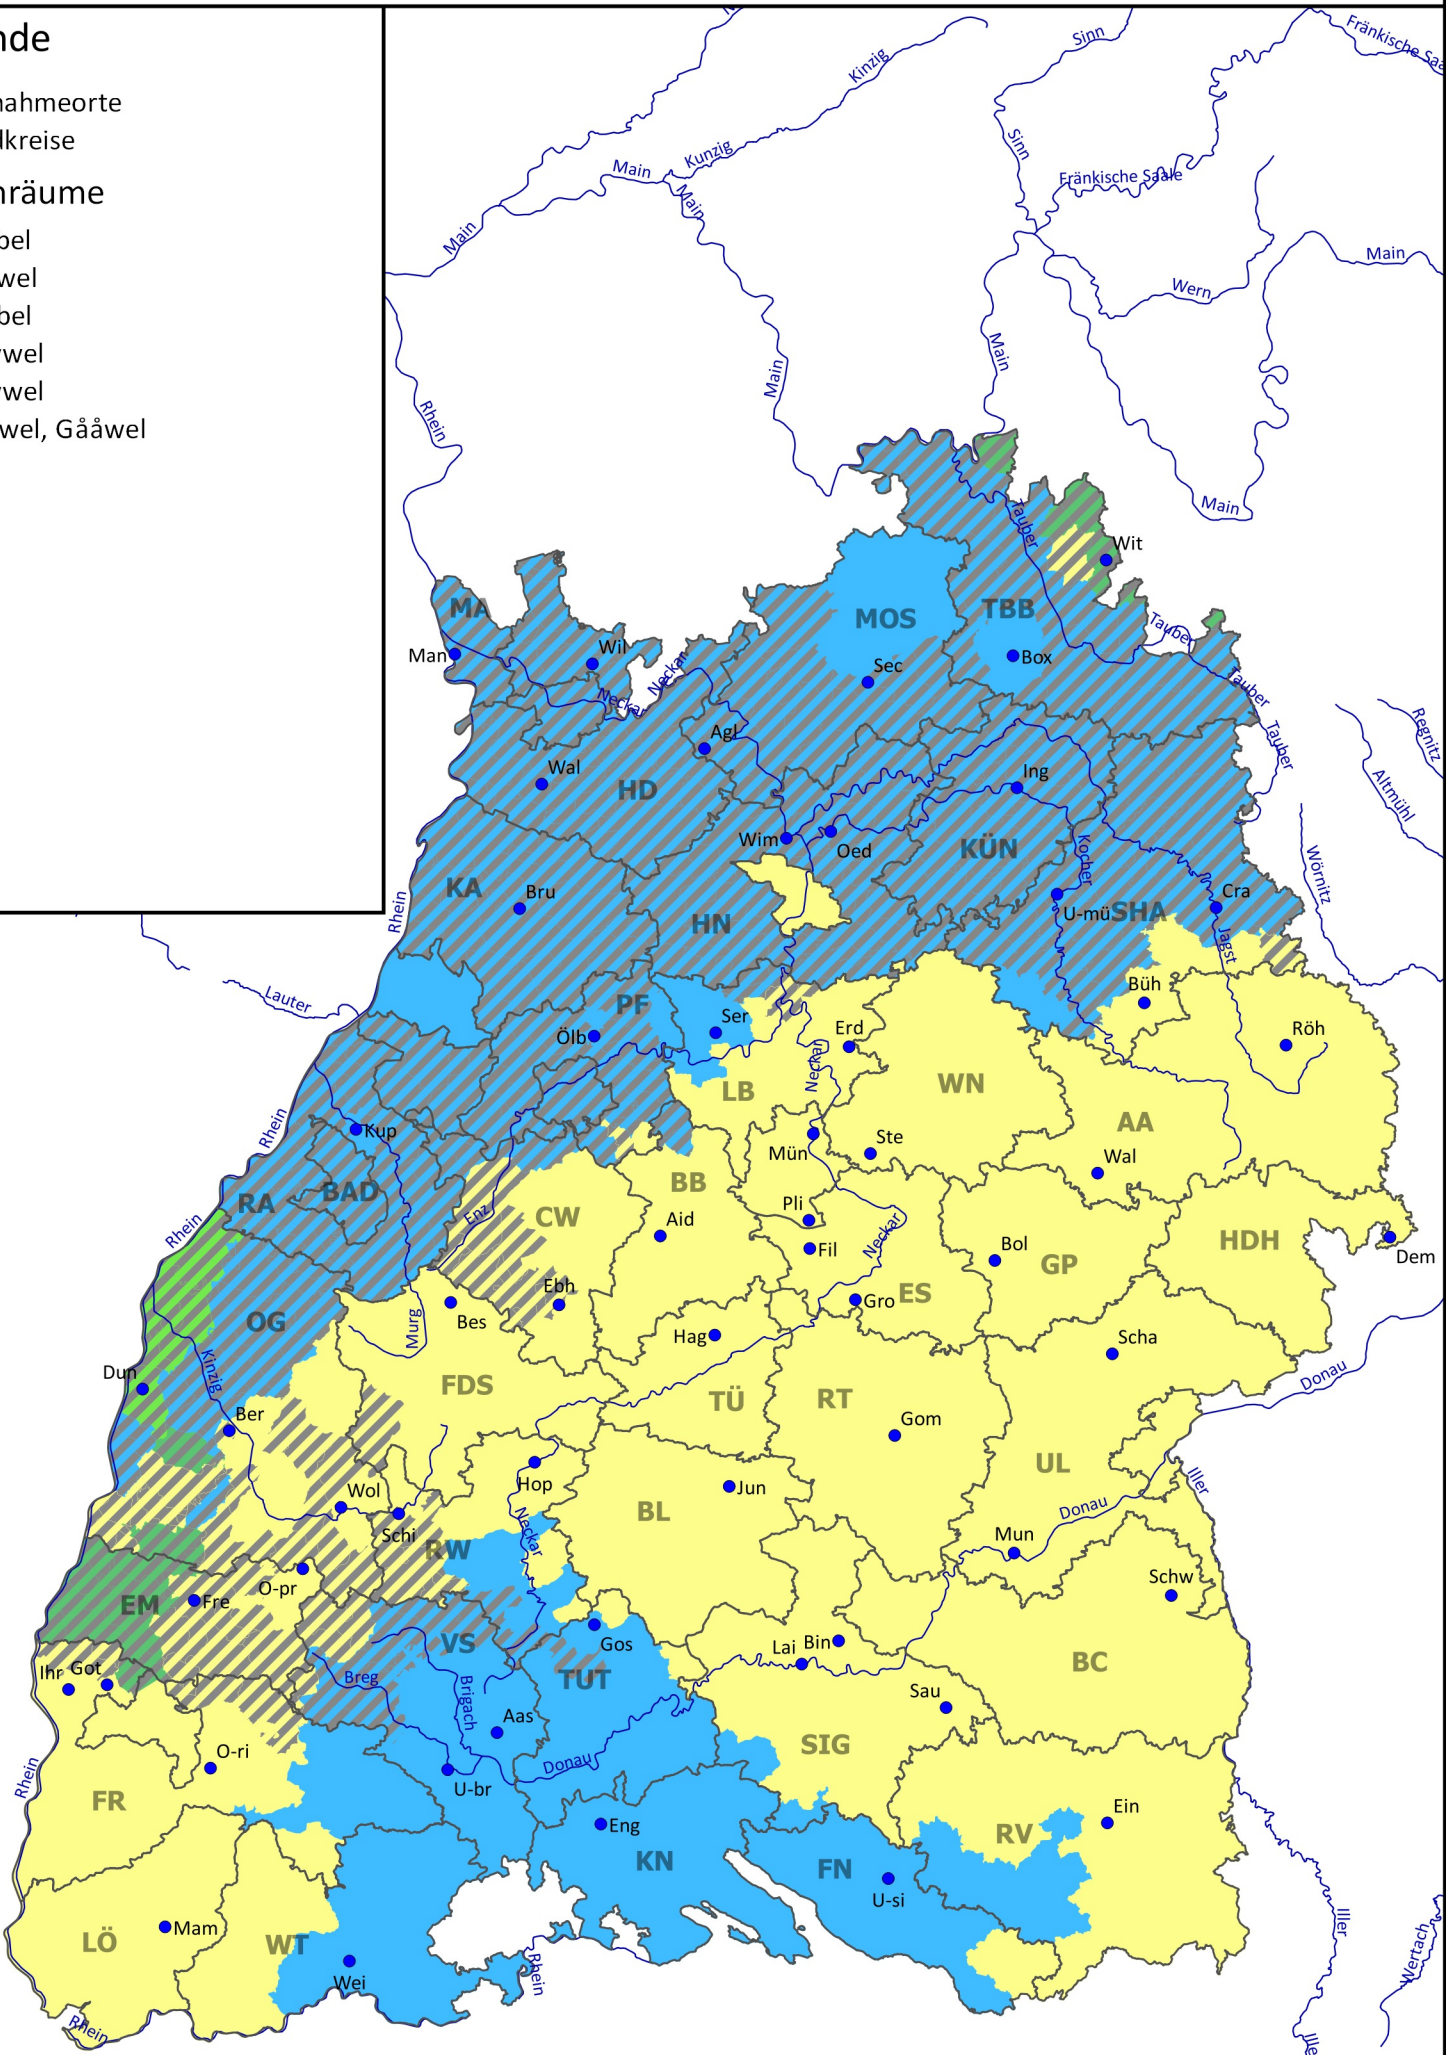 nde
nahmeorte
dkreise
nräume
bel
wel
bel
wel
wel
wel, Gååwel
Kinzig
Sinn
Fränkische Saa
Kunzig
Main
Main
Sinn
Fränkische Saale
Main
Main
Wern
Main
Main
Rhein
Main
Tauber
Wit
MA
MOS
TBB
Tauber
Man
Wil
Neckar
Sec
Box
Neckar
Tauber
Agl
Tauber
Regnitz
Wal
HD
Ing
Altmühl
Wim
Oed
KÜN
Kocher
Wörnitz
KA
Bru
Rhein
HN
U-mü
SHA
Cra
Jagst
Lauter
PF
Büh
Ölb
Ser
Erd
Röh
Neckar
LB
WN
AA
Rhein
Kup
Mün
Ste
Wal
RA
BAD
BB
Enz
CW
Aid
Pli
Fil
Neckar
Rhein
Bol
GP
HDH
Dem
Ebh
OG
Murg
Bes
Gro
ES
Hag
Scha
Donau
Kinzig
Dun
FDS
TÜ
RT
Ber
Gom
UL
Iller
Hop
Wol
Jun
BL
Donau
Schi
Neckar
Mun
RW
O-pr
Schw
EM
Fre
VS
Gos
Lai
Bin
BC
Ihr
Got
Breg
TUT
Brigach
Sau
Aas
SIG
O-ri
Donau
Rhein
U-br
FR
Eng
Ein
RV
KN
FN
U-si
LÖ
Mam
WT
Iller
Wertach
Wei
Rhein
Rhein
Ille